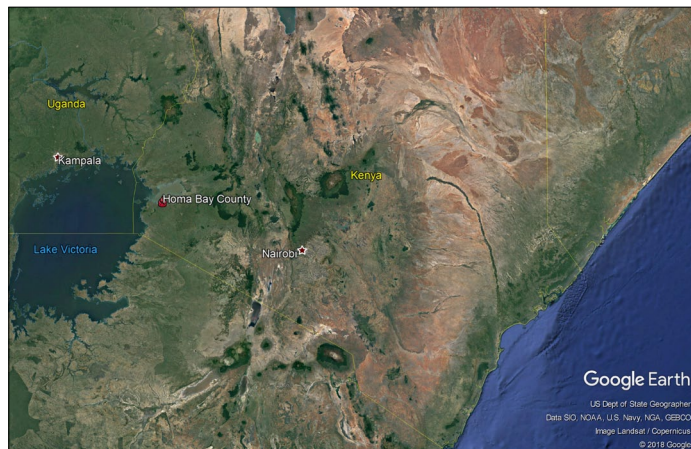 Uganda
Kampala
Kenya
Homa Bay County
Lake Victoria
Nairobi
Google Earth
US Dept of State Geographer
Data SIO, NOAA, U.S. Navy, NGA, GEBCO
Image Landsat / Copernicus
© 2018 Google